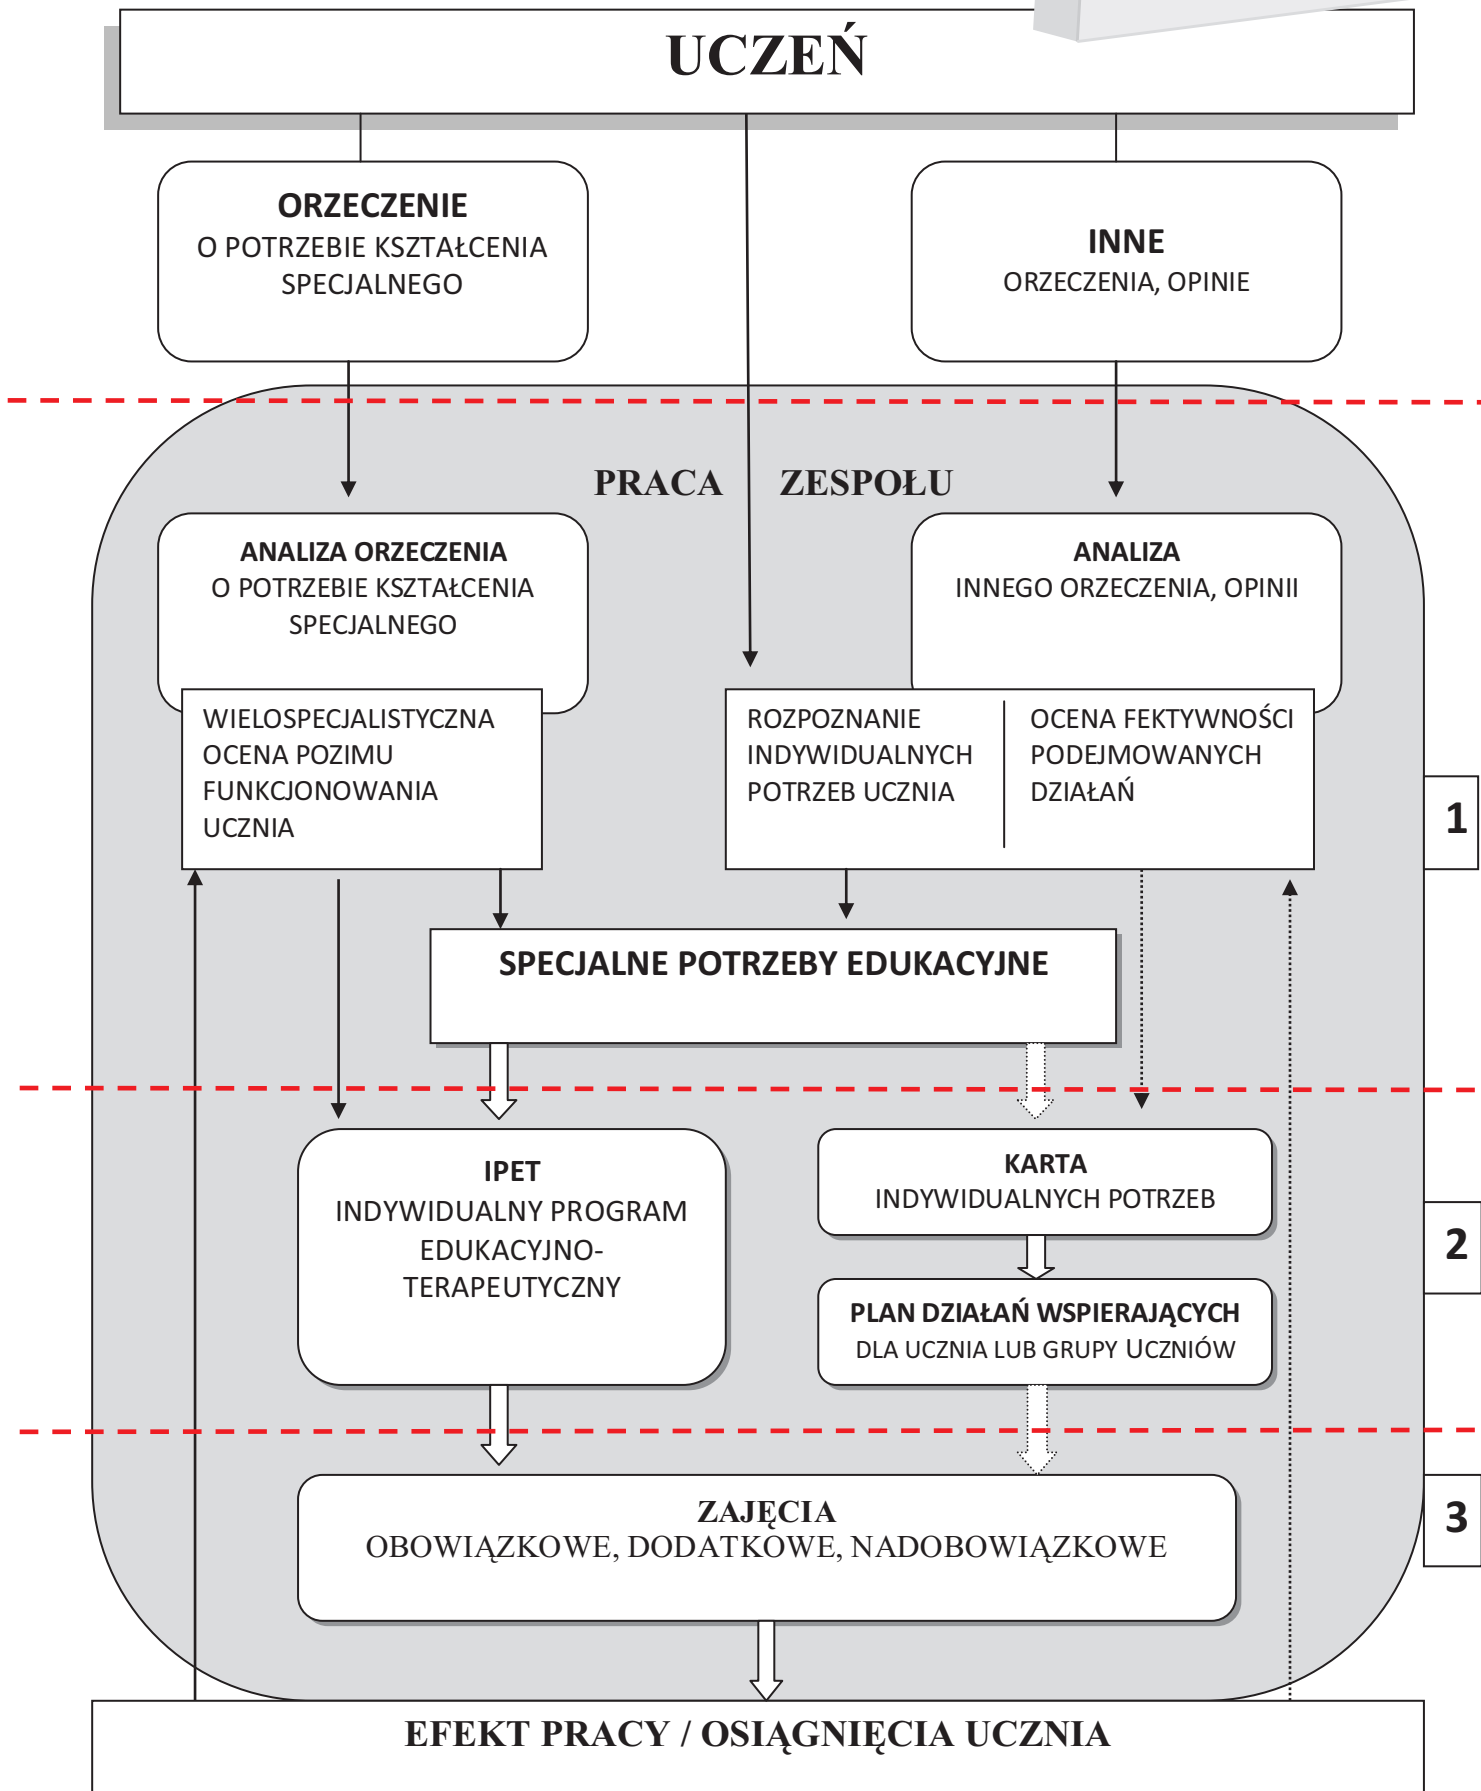 UCZEŃ
ORZECZENIE
O POTRZEBIE KSZTAŁCENIA
SPECJALNEGO
INNE
ORZECZENIA, OPINIE
PRACA ZESPOŁU
ANALIZA ORZECZENIA
O POTRZEBIE KSZTAŁCENIA
SPECJALNEGO
ANALIZA
INNEGO ORZECZENIA, OPINII
WIELOSPECJALISTYCZNA
OCENA POZIMU
FUNKCJONOWANIA
UCZNIA
ROZPOZNANIE
INDYWIDUALNYCH
POTRZEB UCZNIA
OCENA FEKTYWNOŚCI
PODEJMOWANYCH
DZIAŁAŃ
1
SPECJALNE POTRZEBY EDUKACYJNE
IPET
INDYWIDUALNY PROGRAM
EDUKACYJNO-
TERAPEUTYCZNY
KARTA
INDYWIDUALNYCH POTRZEB
PLAN DZIAŁAŃ WSPIERAJĄCYCH
DLA UCZNIA LUB GRUPY UCZNIÓW
2
ZAJĘCIA
OBOWIĄZKOWE, DODATKOWE, NADOBOWIĄZKOWE
3
EFEKT PRACY / OSIĄGNIĘCIA UCZNIA